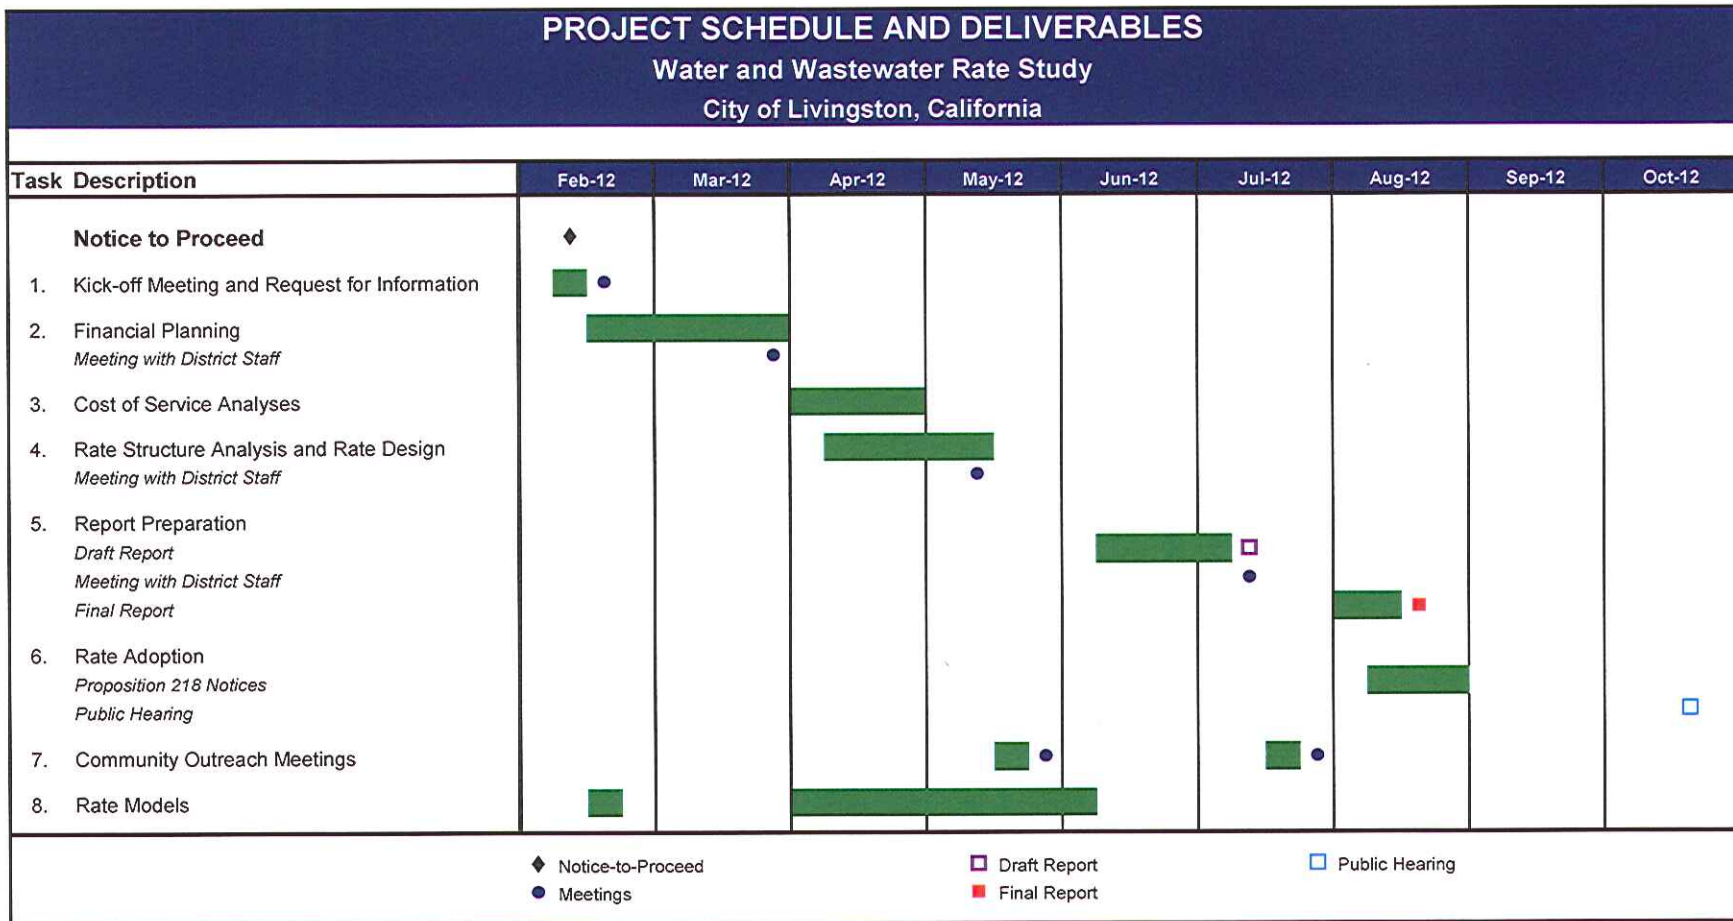 PROJECT SCHEDULE AND DELIVERABLES
Water and Wastewater Rate Study
City of Livingston, California
Task Description Feb-12 Mar-12 Apr-12 May-12 Jun-12 Jul-12 Aug-12 Sep-12 Oct-12
Notice to Proceed
1. Kick-off Meeting and Request for Information
2. Financial Planning
Meeting with District Staff
3. Cost of Service Analyses
4. Rate Structure Analysis and Rate Design
Meeting with District Staff
5. Report Preparation
Draft Report
Meeting with District Staff
Final Report
6. Rate Adoption
Proposition 218 Notices
Public Hearing
7. Community Outreach Meetings
8. Rate Models
Notice-to-Proceed Draft Report Public Hearing
Meetings Final Report